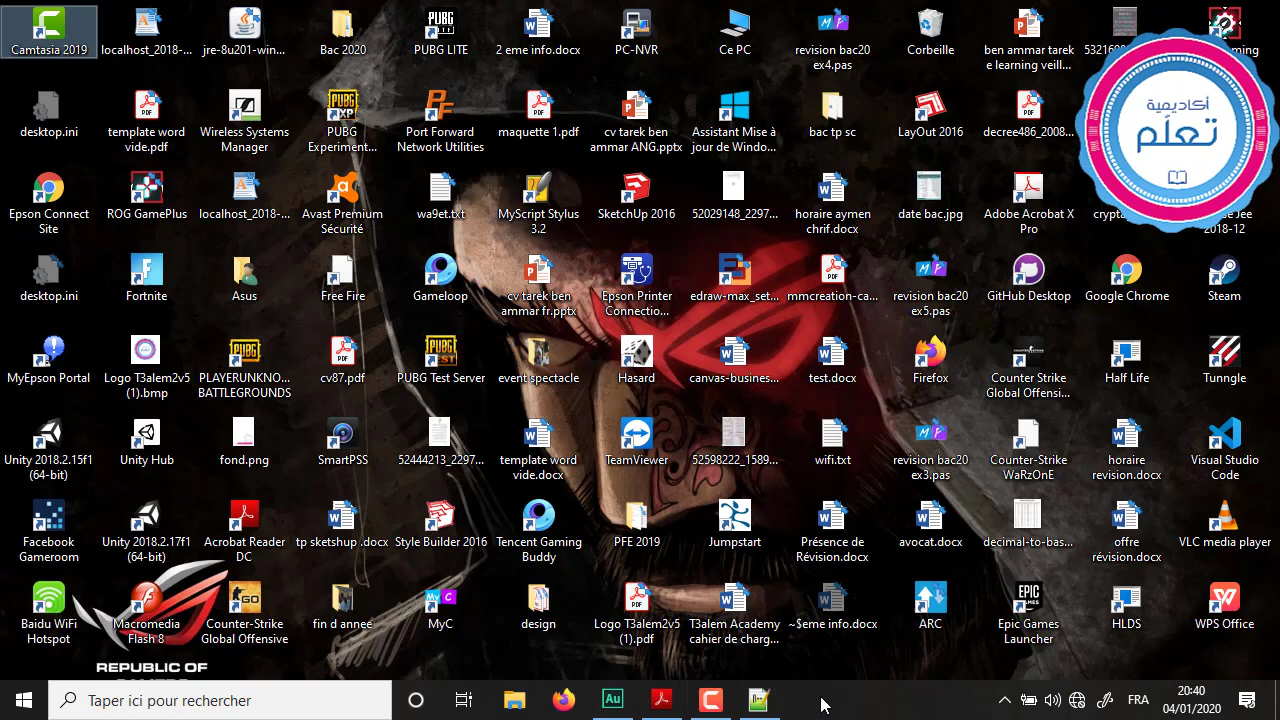 Camtasia 2019
localhost_2018-...
jre-8u201-win...
Bac 2020
PUBG LITE
2 eme info.docx
PC-NVR
Ce PC
revision bac20
ex4.pas
Corbeille
ben ammar tarek
e learning veill...
desktop.ini
template word
vide.pdf
Wireless Systems
Manager
PUBG
Experiment...
Port Forward
Network Utilities
maquette 1.pdf
cv tarek ben
ammar ANG.pptx
Assistant Mise à
jour de Windo...
bac tp sc
LayOut 2016
decree486_2008...
أكاديمية
تعلّم
Epson Connect
Site
ROG GamePlus
localhost_2018-...
Avast Premium
Sécurité
wa9et.txt
MyScript Stylus
3.2
SketchUp 2016
52029148_2297...
horaire aymen
chrif.docx
date bac.jpg
Adobe Acrobat X
Pro
2018-12
desktop.ini
Fortnite
Asus
Free Fire
Gameloop
cv tarek ben
ammar fr.pptx
Epson Printer
Connectio...
edraw-max_set...
mmcreation-ca...
revision bac20
ex5.pas
GitHub Desktop
Google Chrome
Steam
MyEpson Portal
Logo T3alem2v5
(1).bmp
PLAYERUNKNO...
BATTLEGROUNDS
cv87.pdf
PUBG Test Server
event spectacle
Hasard
canvas-busines...
test.docx
Firefox
Counter Strike
Global Offensi...
Half Life
Tunngle
Unity 2018.2.15f1
(64-bit)
Unity Hub
fond.png
SmartPSS
52444213_2297...
template word
vide.docx
TeamViewer
52598222_1589...
wifi.txt
revision bac20
ex3.pas
Counter-Strike
WaRzOnE
horaire
revision.docx
Visual Studio
Code
Facebook
Gameroom
Unity 2018.2.17f1
(64-bit)
Acrobat Reader
DC
tp sketshup .docx
Style Builder 2016
Tencent Gaming
Buddy
PFE 2019
Jumpstart
Présence de
Révision.docx
avocat.docx
decimal-to-bas...
offre
révision.docx
VLC media player
Baidu WiFi
Hotspot
Macromedia
Flash 8
Counter-Strike
Global Offensive
fin d annee
MyC
design
Logo T3alem2v5
(1).pdf
T3alem Academy
cahier de charg...
~$eme info.docx
ARC
Epic Games
Launcher
HLDS
WPS Office
REPUBLIC OF
Taper ici pour rechercher
FRA
20:40
04/01/2020